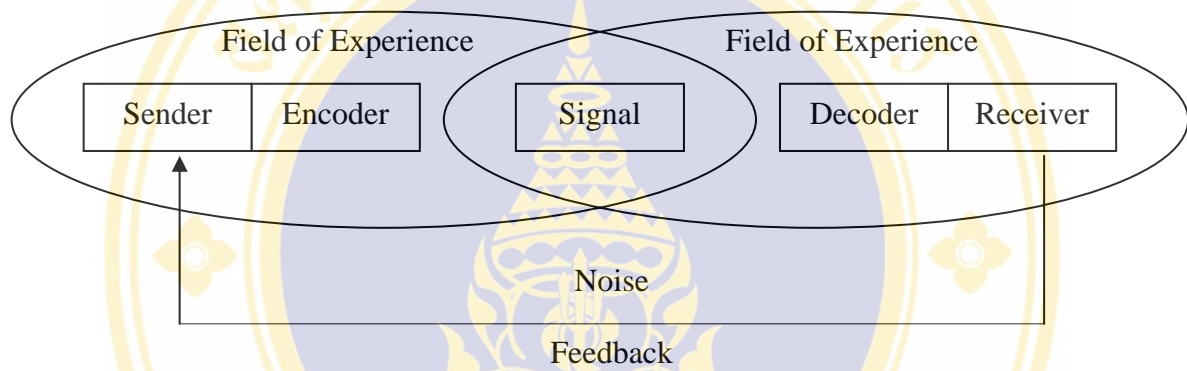 Field of Experience Field of Experience
Sender Encoder Signal Decoder Receiver
Noise
Feedback